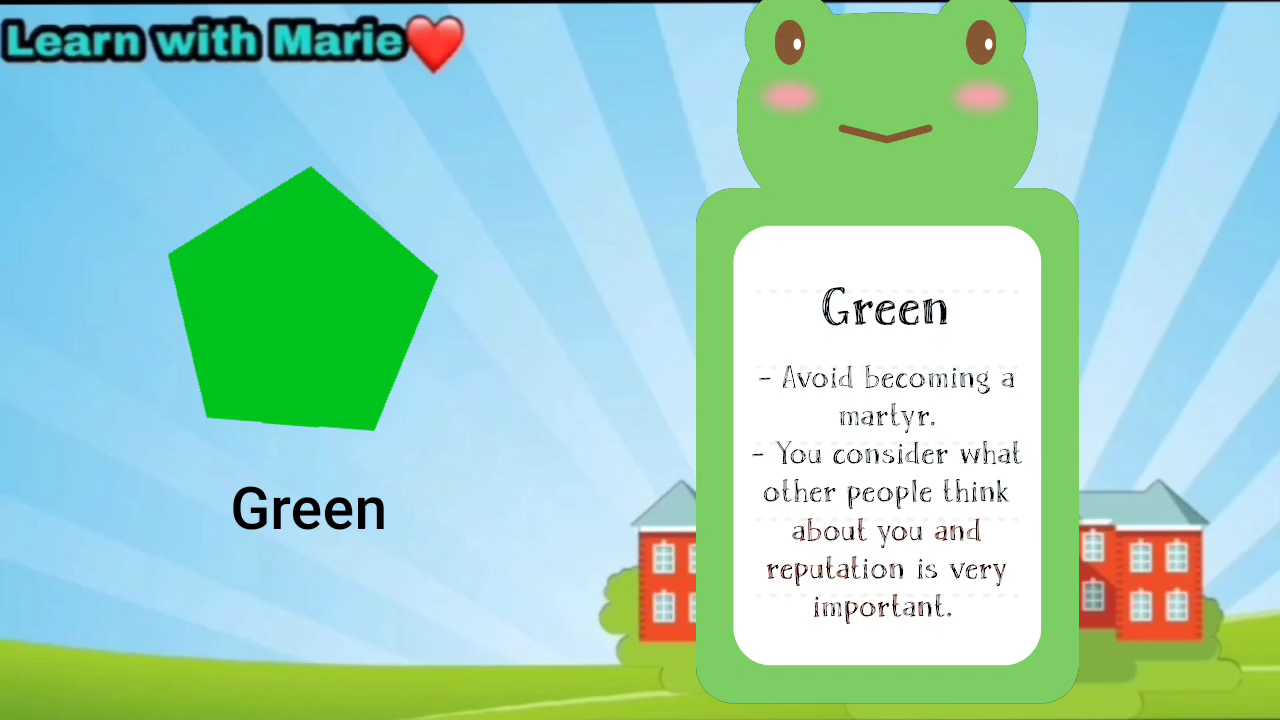 Learn with Marie
Green
Green
- Avoid becoming a
martyr.
- You consider what
other people think
about you and
reputation is very
important.